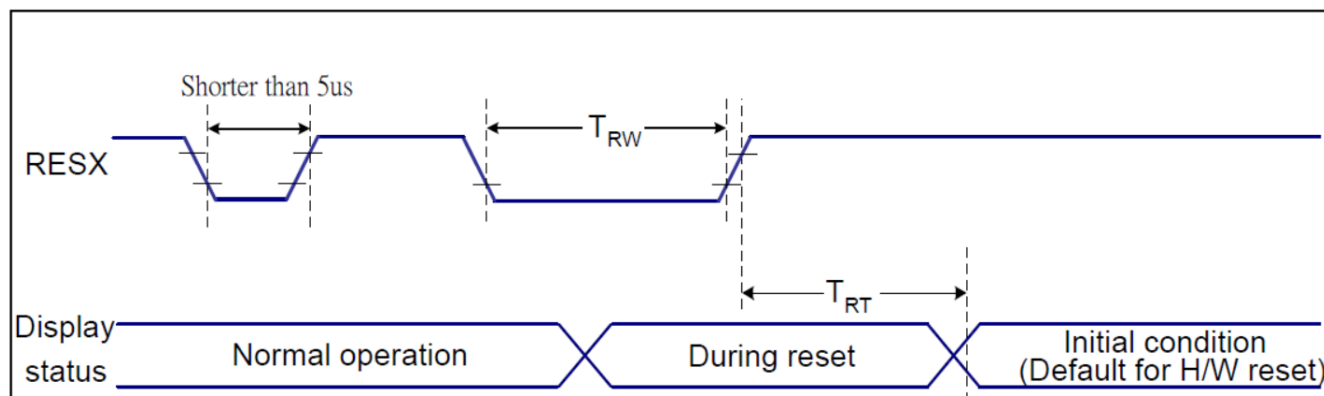 Shorter than 5us
TRW
RESX
TRT
Display
status
Normal operation
During reset
Initial condition
(Default for H/W reset)